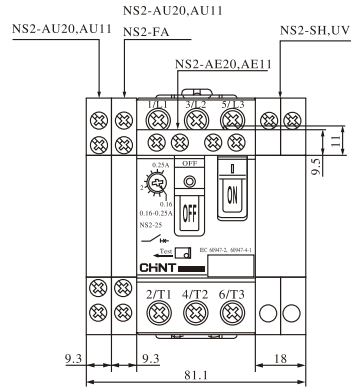 NS2-AU20,AU11
NS2-AU20,AU11
NS2-FA
NS2-SH,UV
NS2-AE20,AE11
1/L1 3/L2 5/L3
11
9.5
0.25A
OFF
I
2
0.16
0.16-0.25A
OFF
ON
NS2-25
Test
IEC 60947-2, 60947-4-1
CHNT
2/T1 4/T2 6/T3
9.3 9.3 18
81.1